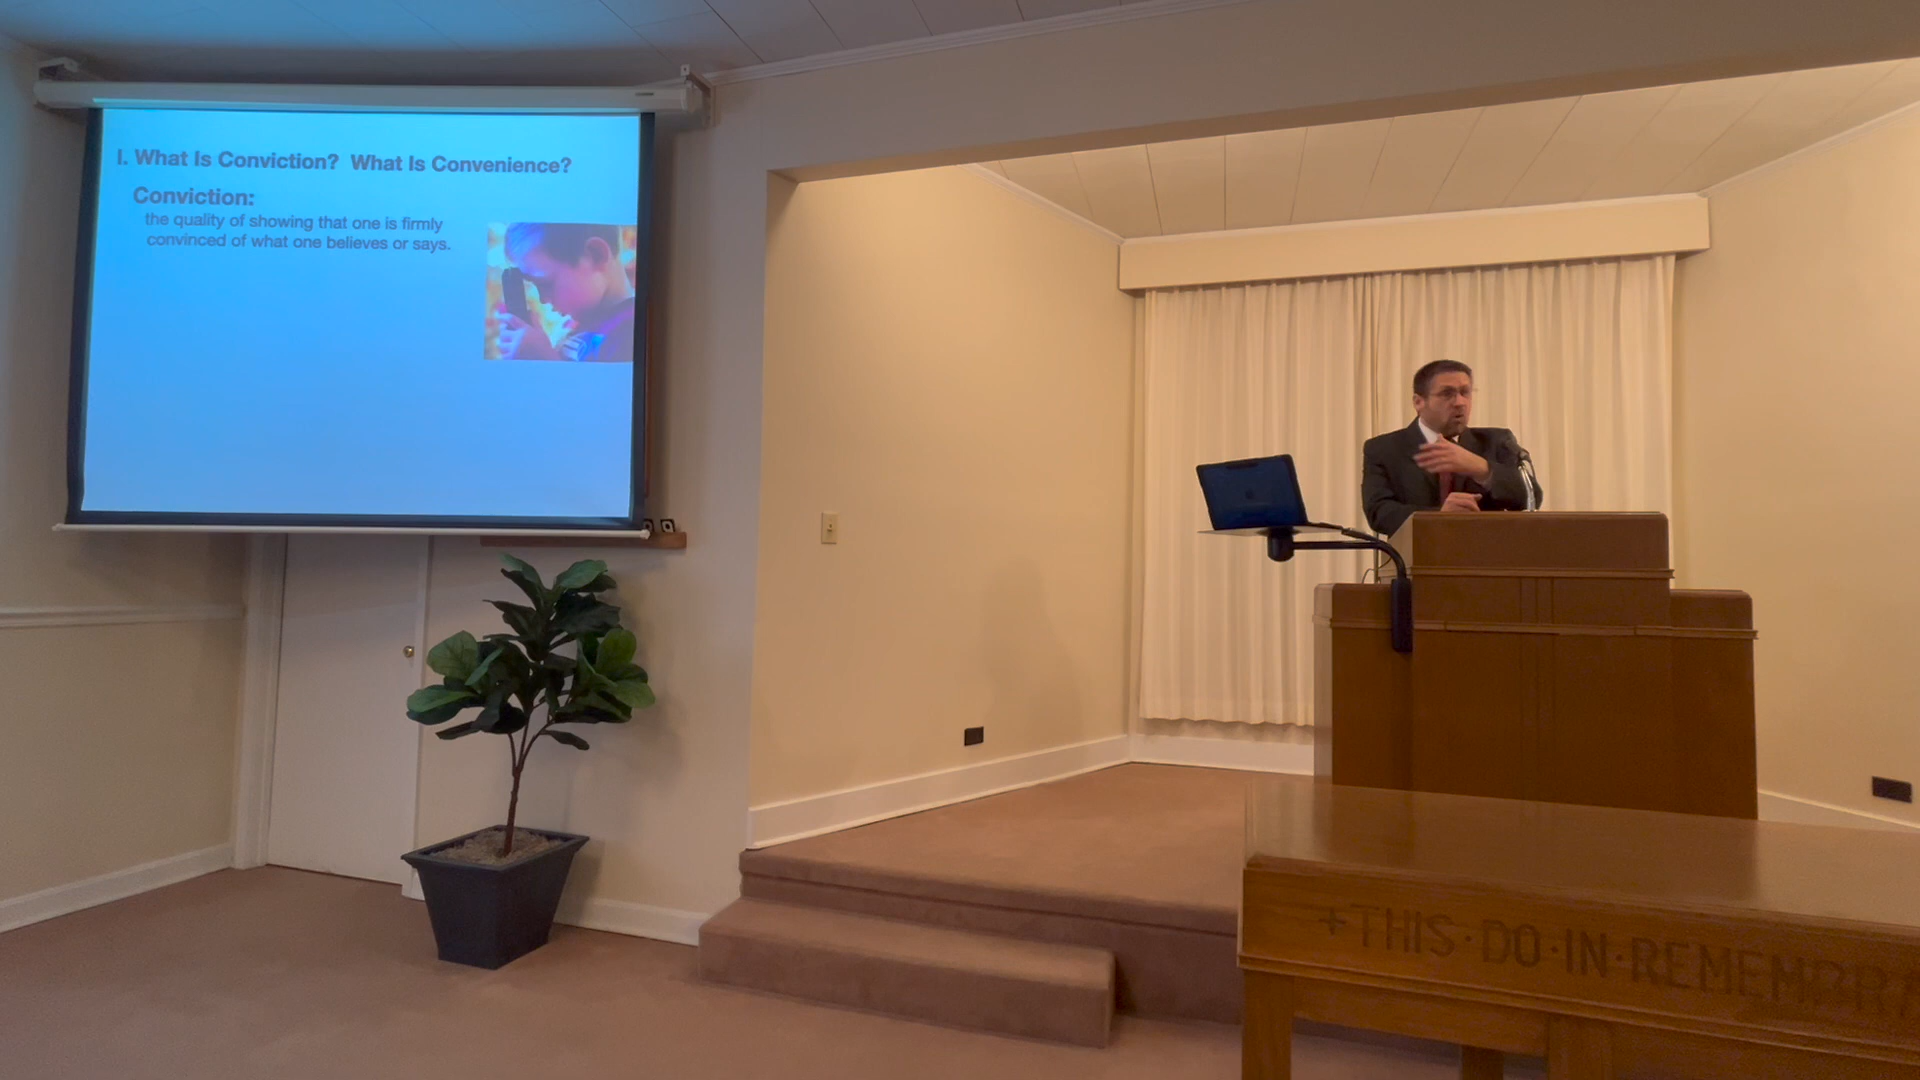 I. What Is Conviction? What Is Convenience?
Conviction:
the quality of showing that one is firmly
convinced of what one believes or says.
+THIS·DO·IN·REMEMBRA